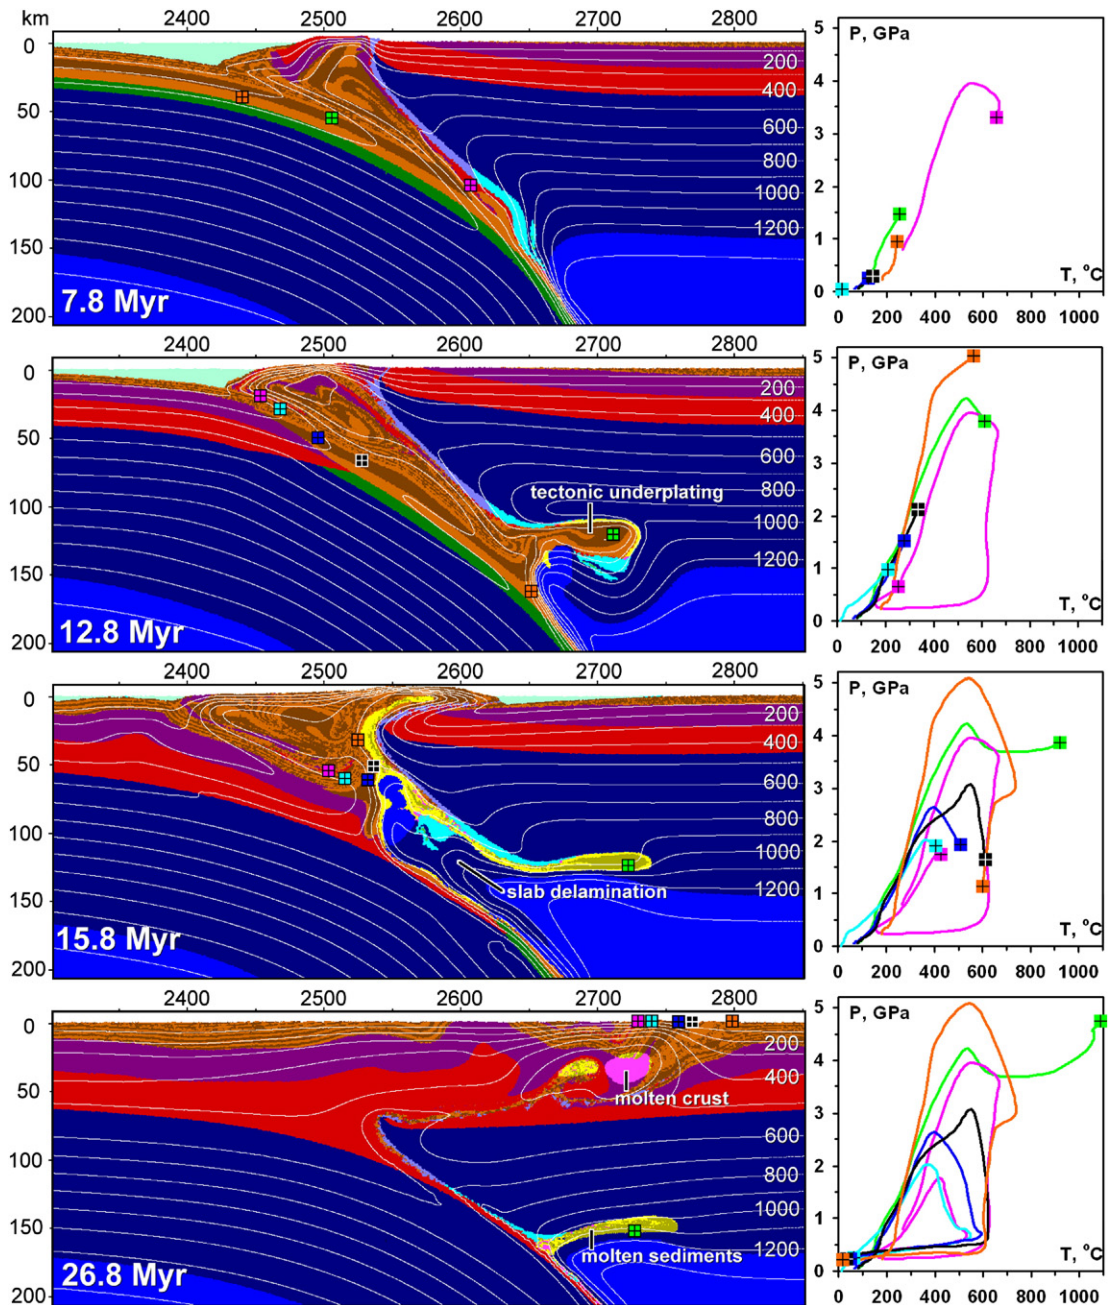 km 2400 2500 2600 2700 2800
0
200
400
50
600
800
100
1000
1200
150
7.8 Myr
200
P, GPa
5
4
3
2
1
T, °C
0
0 200 400 600 800 1000
2400 2500 2600 2700 2800
0
200
400
50
600
tectonic underplating
800
100
1000
1200
150
12.8 Myr
200
P, GPa
5
4
3
2
1
T, °C
0
0 200 400 600 800 1000
2400 2500 2600 2700 2800
0
200
400
50
600
800
100
1000
slab delamination
1200
150
15.8 Myr
200
P, GPa
5
4
3
2
1
T, °C
0
0 200 400 600 800 1000
2400 2500 2600 2700 2800
0
200
400
50
molten crust
600
100
800
1000
150
molten sediments
1200
26.8 Myr
200
P, GPa
5
4
3
2
1
T, °C
0
0 200 400 600 800 1000